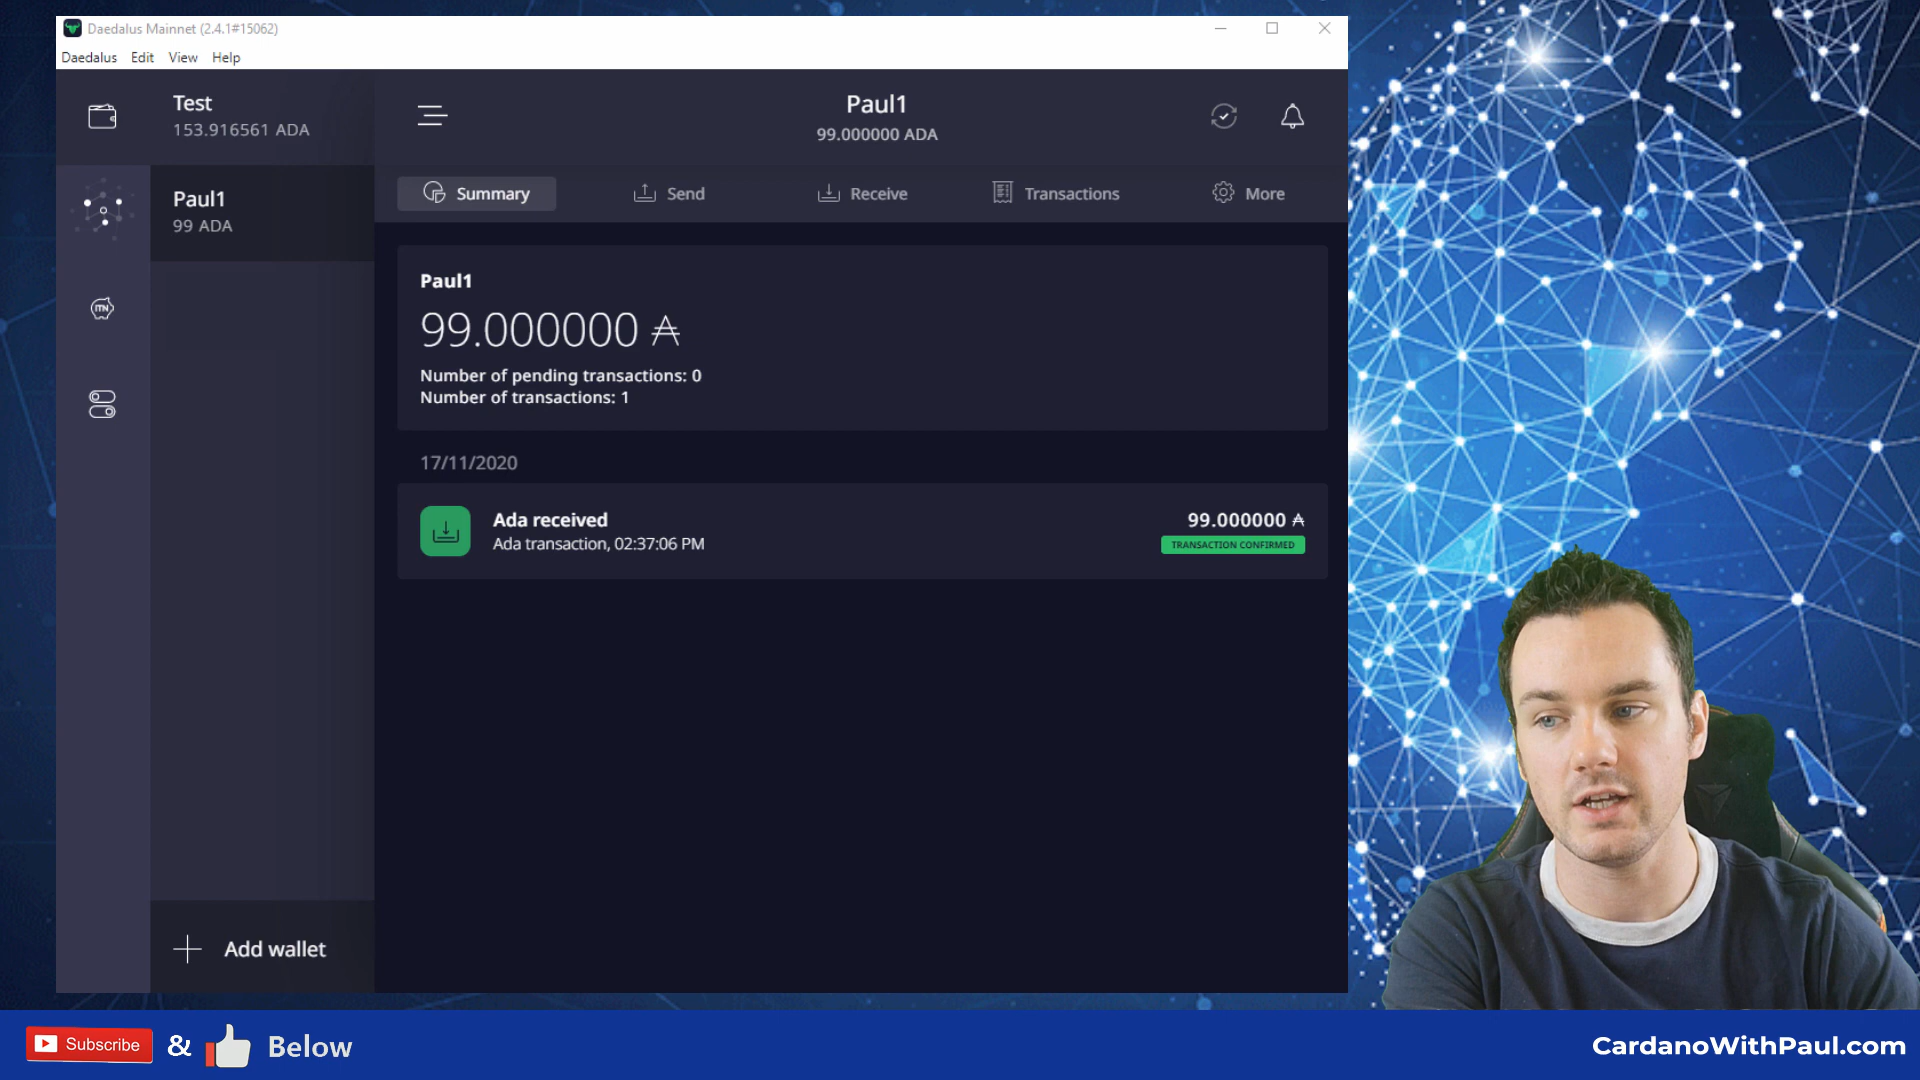 Daedalus Mainnet (2.4.1#15062)
Daedalus Edit View Help
Test
153.916561 ADA
Paul1
99 ADA
Add wallet
Paul1
99.000000 ADA
Summary Send Receive Transactions More
Paul1
99.000000 ₳
Number of pending transactions: 0
Number of transactions: 1
17/11/2020
Ada received
Ada transaction, 02:37:06 PM
99.000000 ₳
TRANSACTION CONFIRMED
ITN
Subscribe & Below
CardanoWithPaul.com